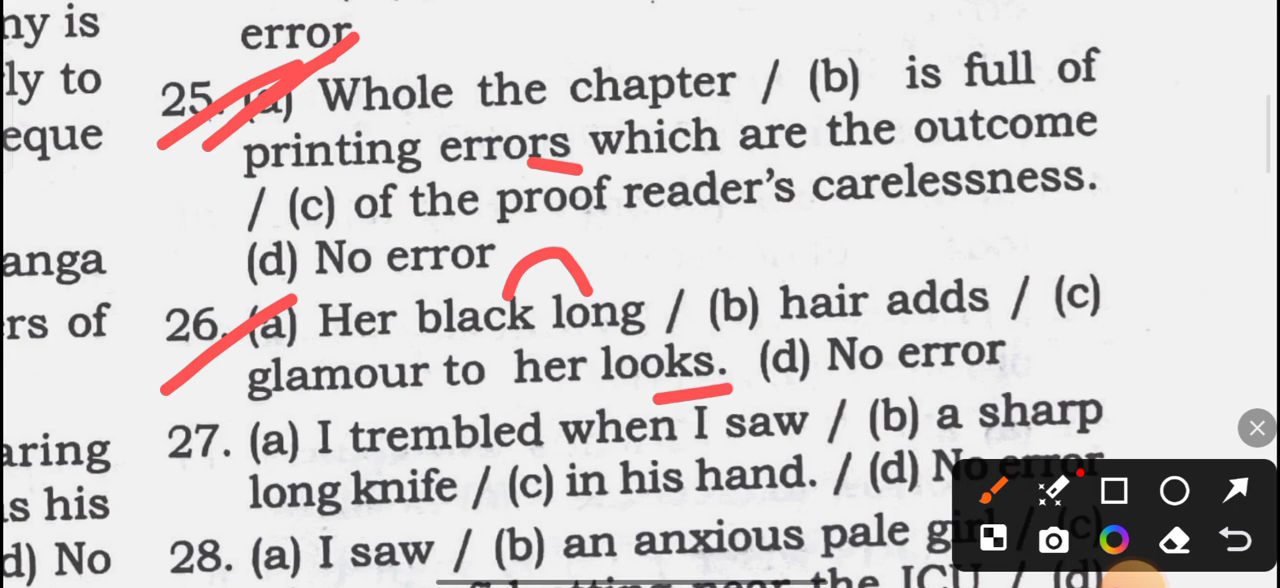 ny is
ly to
eque
anga
rs of
aring
s his
d) No
error
25. (a) Whole the chapter / (b) is full of
printing errors which are the outcome
/ (c) of the proof reader's carelessness.
(d) No error
26. (a) Her black long / (b) hair adds / (c)
glamour to her looks. (d) No error
27. (a) I trembled when I saw / (b) a sharp
long knife / (c) in his hand. / (d) No error
28. (a) I saw / (b) an anxious pale girl / (c)
the ICU / (d)